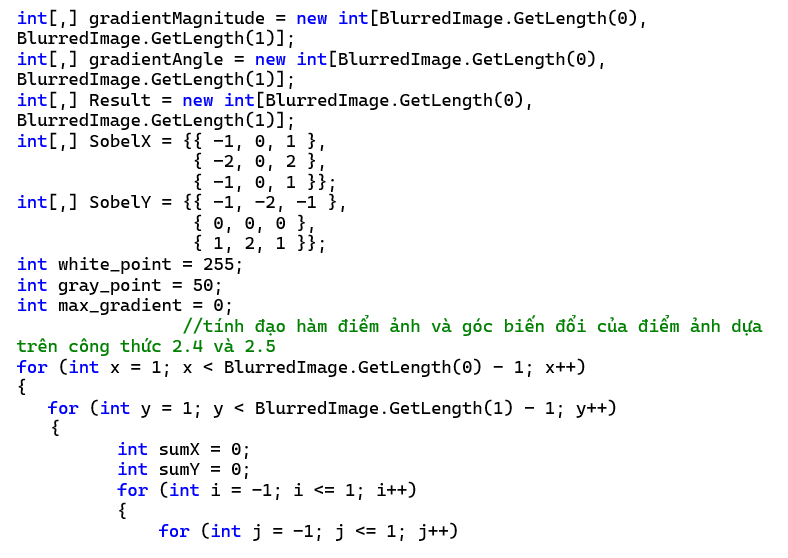 int[,] gradientMagnitude = new int[BlurredImage.GetLength(0),
BlurredImage.GetLength(1)];
int[,] gradientAngle = new int[BlurredImage.GetLength(0),
BlurredImage.GetLength(1)];
int[,] Result = new int[BlurredImage.GetLength(0),
BlurredImage.GetLength(1)];
int[,] SobelX = {{ -1, 0, 1 },
{ -2, 0, 2 },
{ -1, 0, 1 }};
int[,] SobelY = {{ -1, -2, -1 },
{ 0, 0, 0 },
{ 1, 2, 1 }};
int white_point = 255;
int gray_point = 50;
int max_gradient = 0;
//tính đạo hàm điểm ảnh và góc biến đổi của điểm ảnh dựa
trên công thức 2.4 và 2.5
for (int x = 1; x < BlurredImage.GetLength(0) - 1; x++)
{
for (int y = 1; y < BlurredImage.GetLength(1) - 1; y++)
{
int sumX = 0;
int sumY = 0;
for (int i = -1; i <= 1; i++)
{
for (int j = -1; j <= 1; j++)